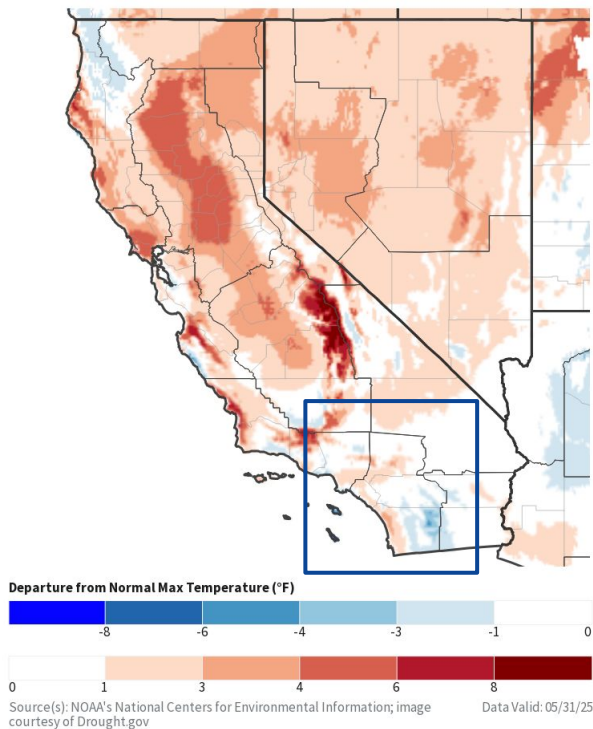 Departure from Normal Max Temperature (°F)
-8 -6 -4 -3 -1 0
0 1 3 4 6 8
Source(s): NOAA's National Centers for Environmental Information; image Data Valid: 05/31/25
courtesy of Drought.gov